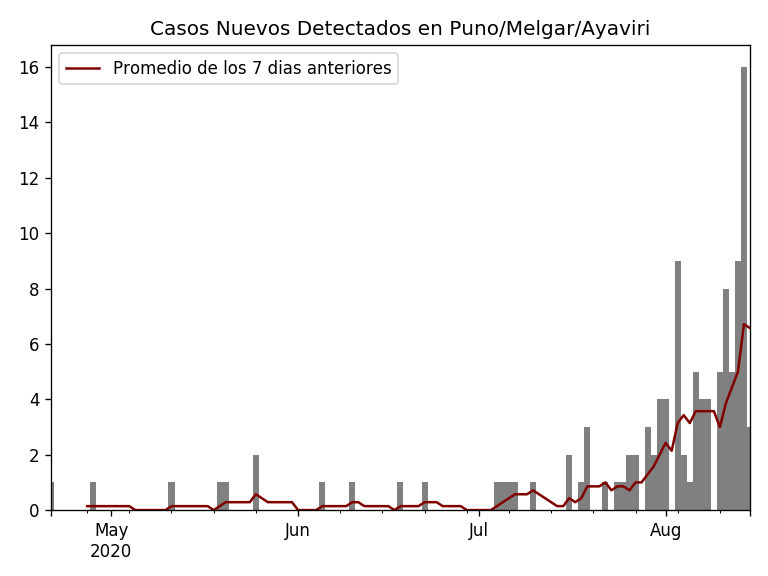 Casos Nuevos Detectados en Puno/Melgar/Ayaviri
Promedio de los 7 dias anteriores
16
14
12
10
8
6
4
2
0
May
2020
Jun
Jul
Aug